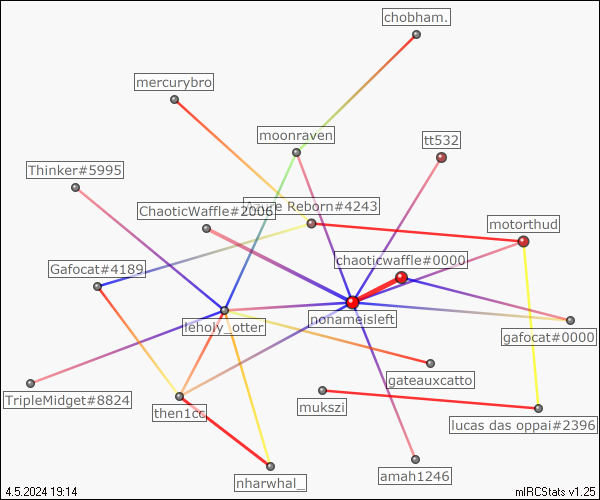 chobham.
mercurybro
moonraven
tt532
Thinker#5995
ChaoticWaffle#2006
Reborn#4243
motorthud
chaoticwaffle#0000
Gafocat#4189
leholy_otter
nonameisleft
gafocat#0000
gateauxcatto
TripleMidget#8824
then1cc
mukszi
lucas das oppai#2396
nharwhal_
amah1246
4.5.2024 19:14
mIRCStats v1.25